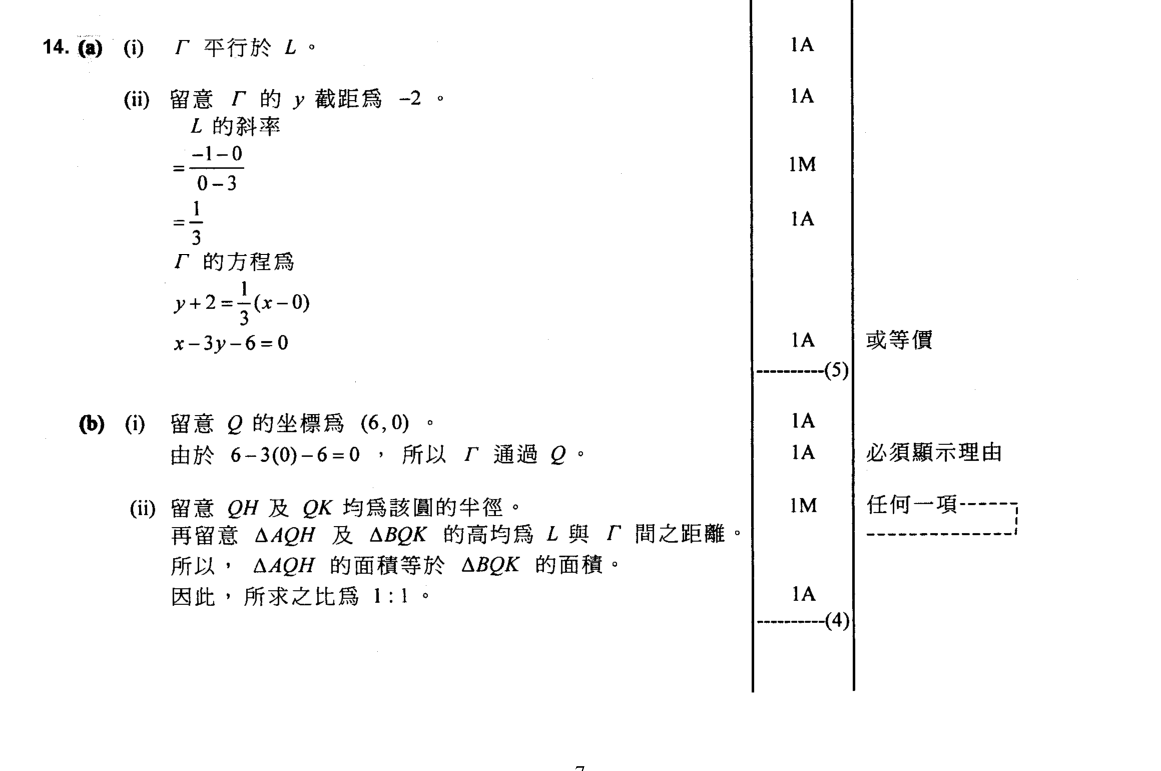 14. (a) (i) Γ 平行於 L。 1A
(ii) 留意 Γ 的 y 截距爲 −2 。 1A
L 的斜率
= (−1−0)/(0−3) 1M
= 1/3 1A
Γ 的方程爲
y+2=1/3(x−0)
x−3y−6=0 1A 或等價
----------(5)
(b) (i) 留意 Q 的坐標爲 (6,0) 。 1A
由於 6−3(0)−6=0 ,所以 Γ 通過 Q。 1A 必須顯示理由
(ii) 留意 QH 及 QK 均爲該圓的半徑。 1M 任何一項------
再留意 ΔAQH 及 ΔBQK 的高均爲 L 與 Γ 間之距離。
所以, ΔAQH 的面積等於 ΔBQK 的面積。
因此,所求之比爲 1:1 。 1A
----------(4)
7